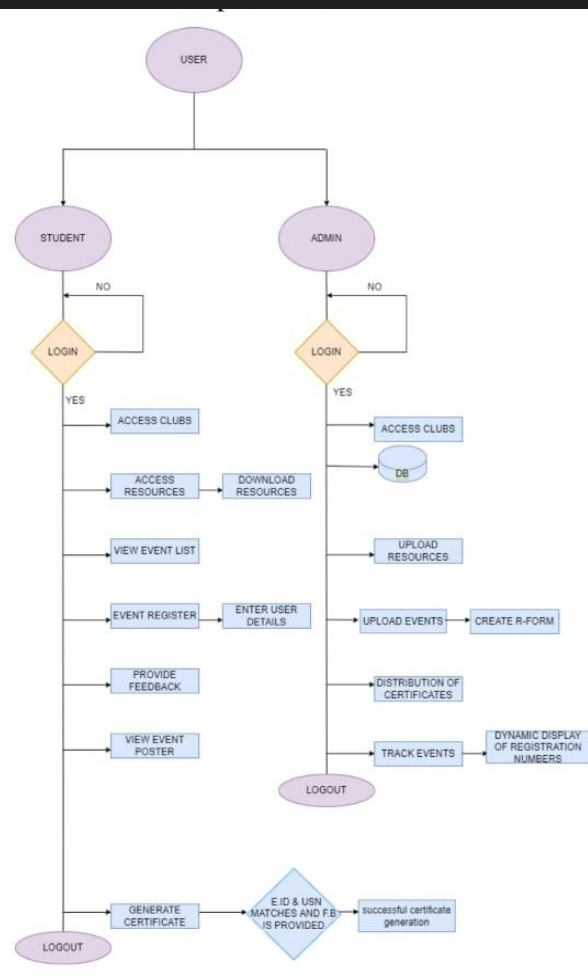 USER
STUDENT
ADMIN
NO
NO
LOGIN
LOGIN
YES
YES
ACCESS CLUBS
ACCESS CLUBS
DB
ACCESS
RESOURCES
DOWNLOAD
RESOURCES
VIEW EVENT LIST
UPLOAD
RESOURCES
EVENT REGISTER
ENTER USER
DETAILS
UPLOAD EVENTS
CREATE R-FORM
PROVIDE
FEEDBACK
DISTRIBUTION OF
CERTIFICATES
VIEW EVENT
POSTER
TRACK EVENTS
DYNAMIC DISPLAY
OF REGISTRATION
NUMBERS
LOGOUT
GENERATE
CERTIFICATE
E.ID & USN
MATCHES AND F.B
IS PROVIDED
successful certificate
generation
LOGOUT